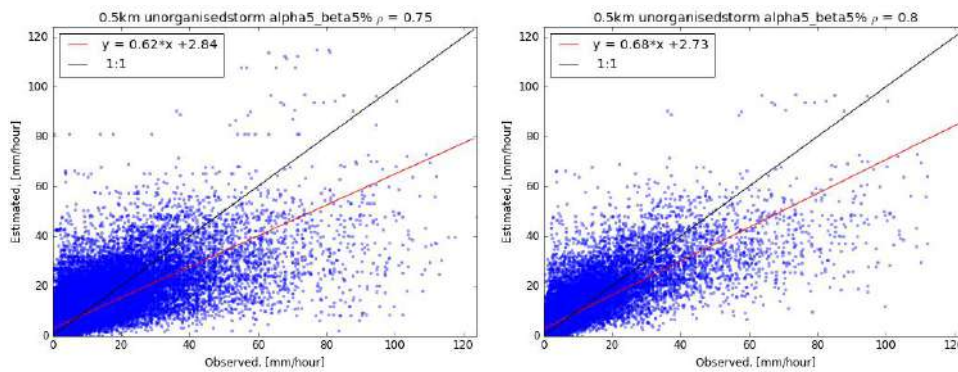 0.5km unorganisedstorm alpha5_beta5% ρ = 0.75
y = 0.62*x +2.84
1:1
120
100
80
60
40
20
0
Estimated. [mm/hour]
0 20 40 60 80 100 120
Observed. [mm/hour]
0.5km unorganisedstorm alpha5_beta5% ρ = 0.8
y = 0.68*x +2.73
1:1
120
100
80
60
40
20
0
Estimated. [mm/hour]
0 20 40 60 80 100 120
Observed. [mm/hour]